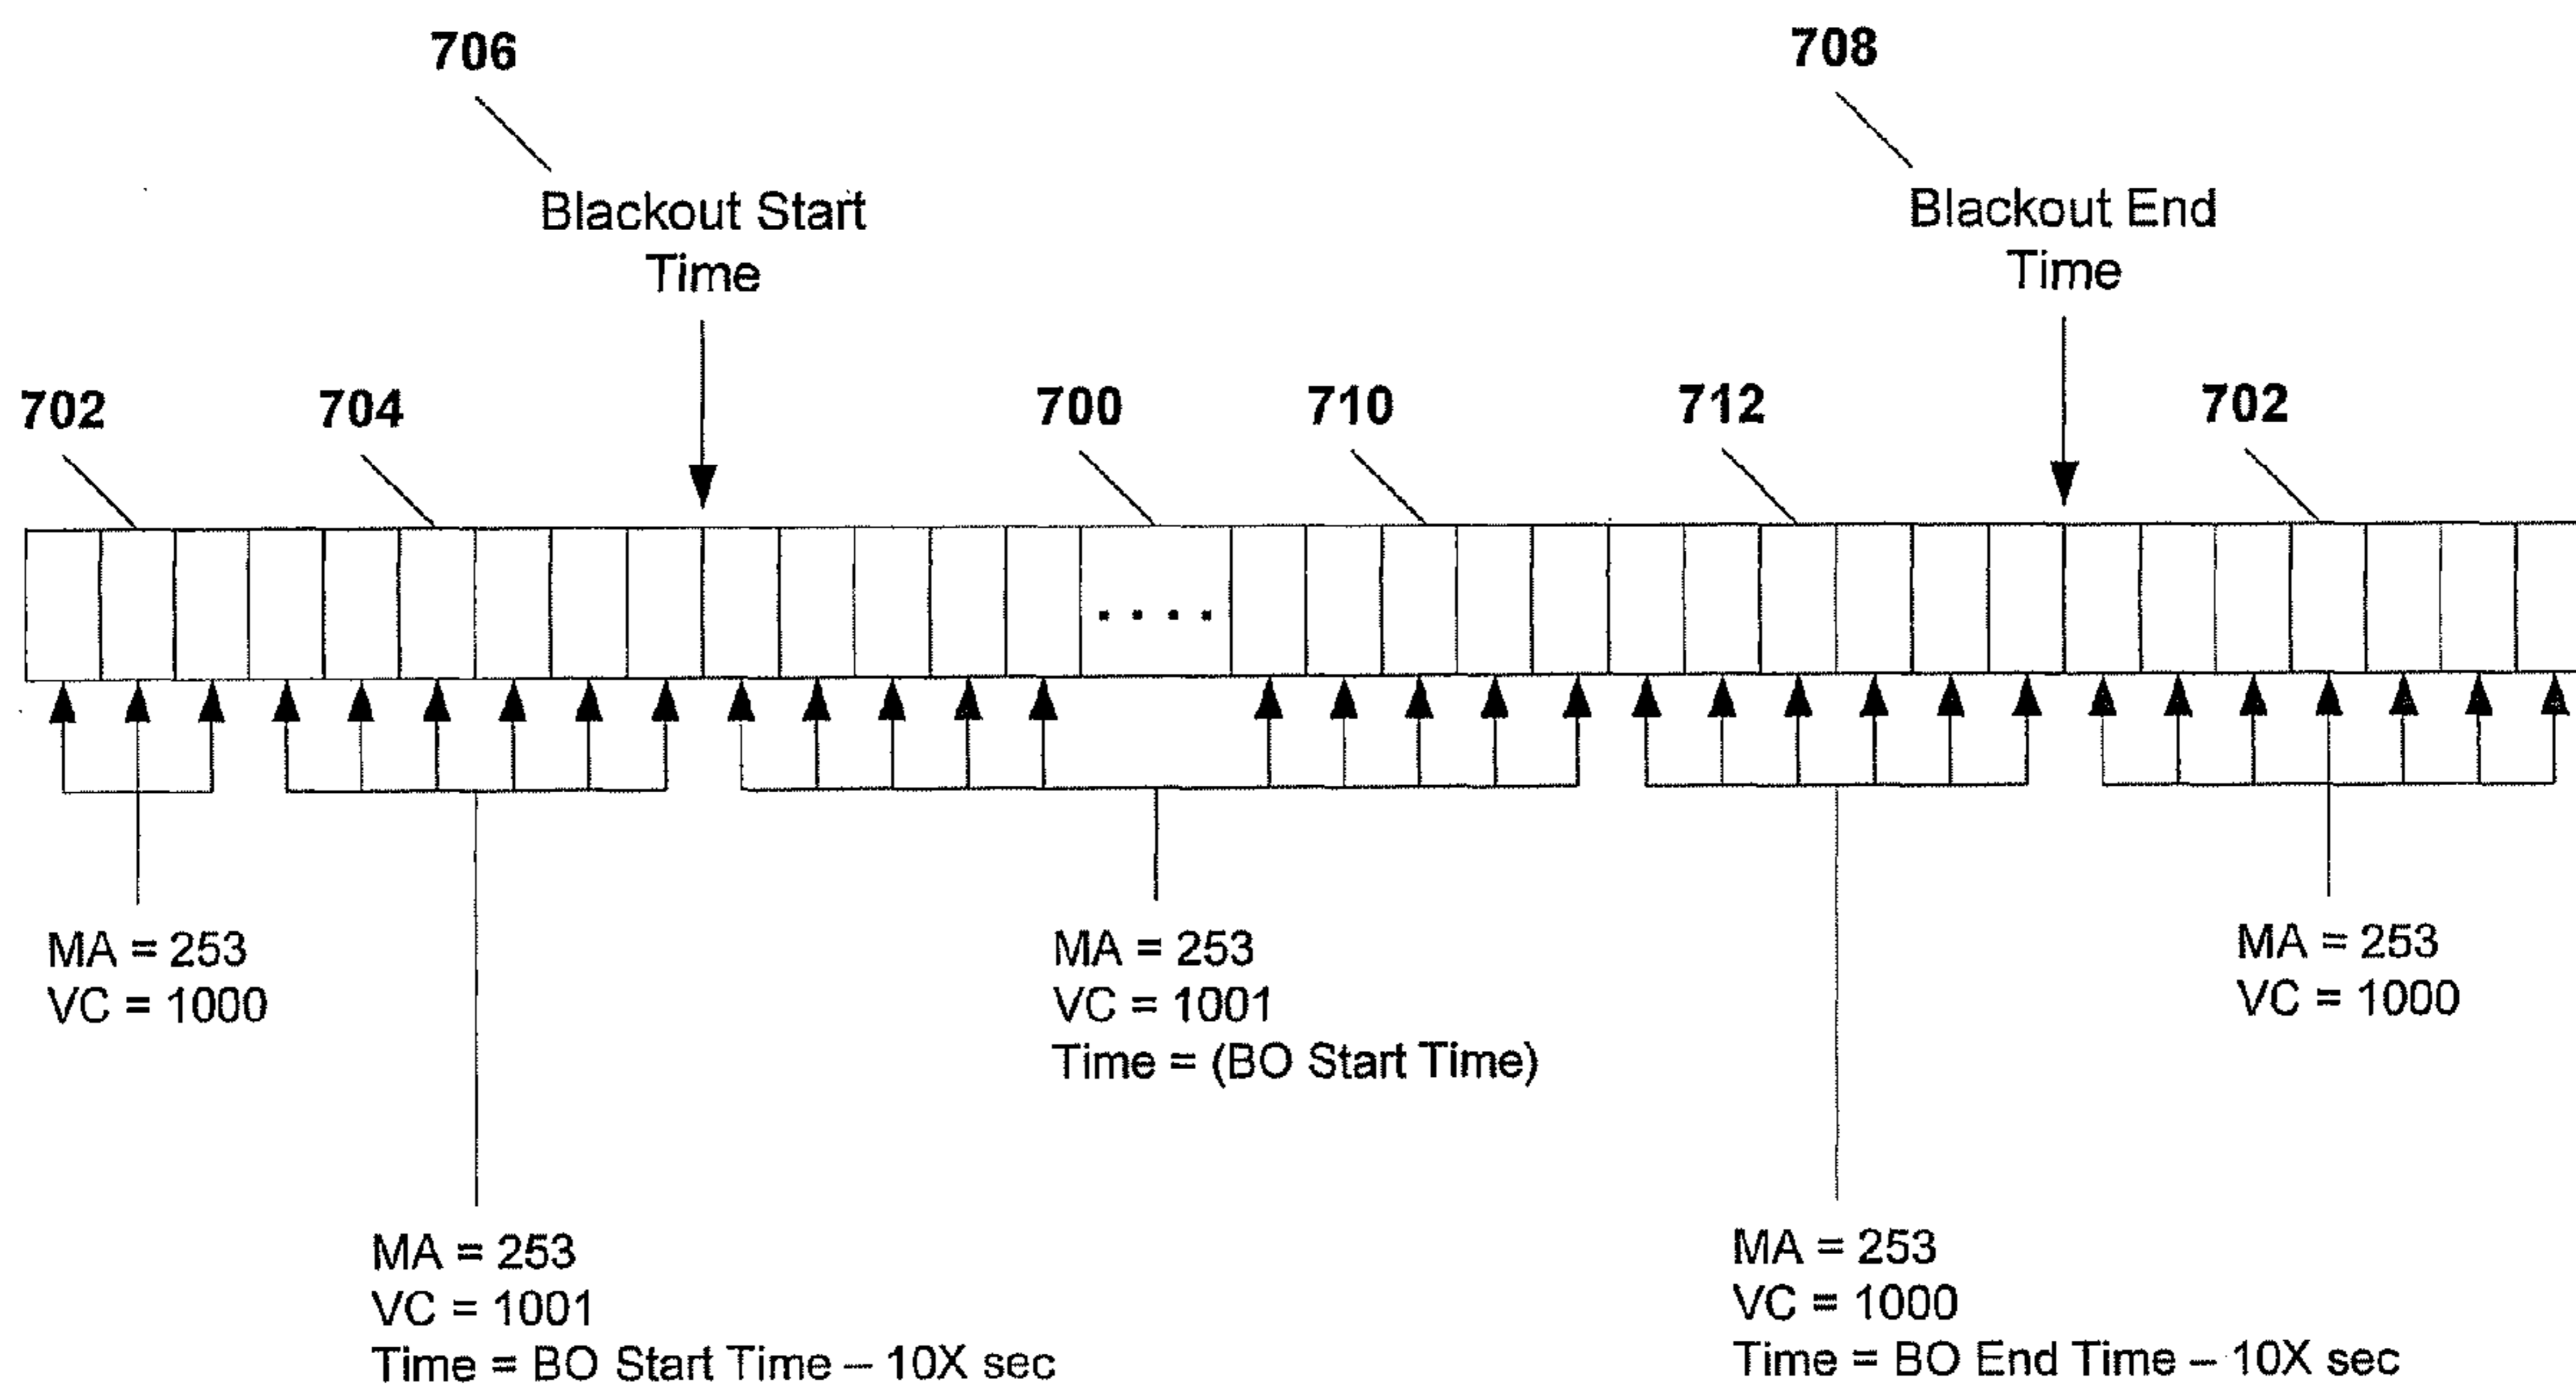 706
708
Blackout Start
Time
Blackout End
Time
702
704
700
710
712
702
. . . .
MA = 253
VC = 1000
MA = 253
VC = 1001
Time = (BO Start Time)
MA = 253
VC = 1000
MA = 253
VC = 1001
Time = BO Start Time – 10X sec
MA = 253
VC = 1000
Time = BO End Time – 10X sec